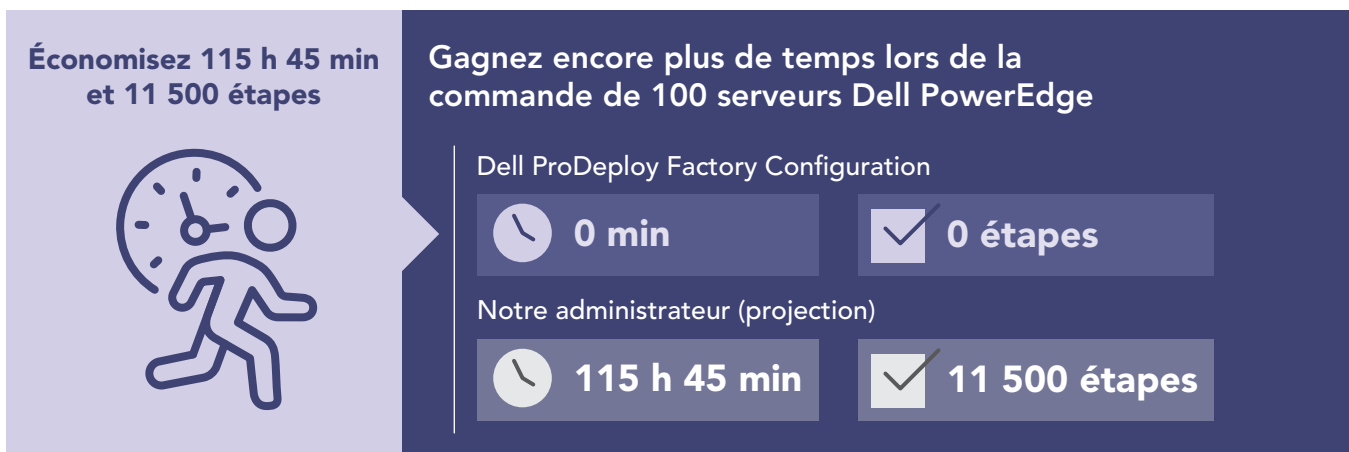 Économisez 115 h 45 min
et 11 500 étapes
Gagnez encore plus de temps lors de la
commande de 100 serveurs Dell PowerEdge
Dell ProDeploy Factory Configuration
0 min
0 étapes
Notre administrateur (projection)
115 h 45 min
11 500 étapes